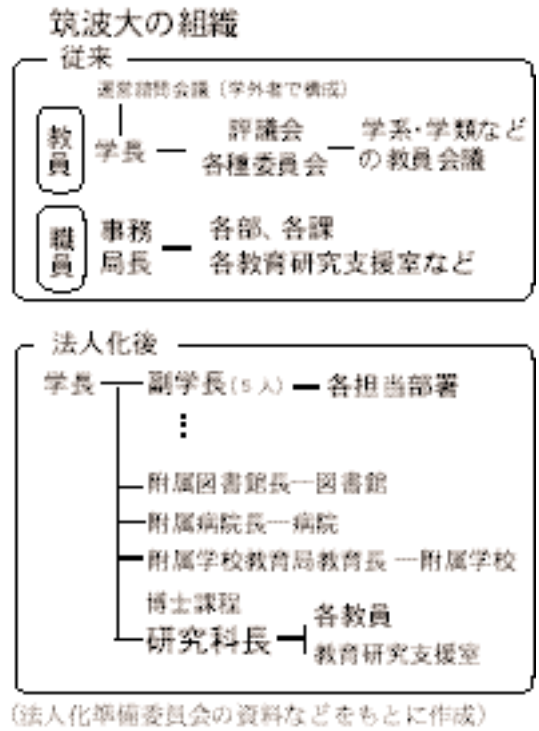 筑波大の組織
従来
運営諮問会議(学外者で構成)
教員
学長
評議会
各種委員会
学系・学類など
の教員会議
職員
事務
局長
各部、各課
各教育研究支援室など
法人化後
学長
副学長(5人)
各担当部署
附属図書館長―図書館
附属病院長―病院
附属学校教育局教育長―附属学校
博士課程
研究科長
各教員
教育研究支援室
(法人化準備委員会の資料などをもとに作成)